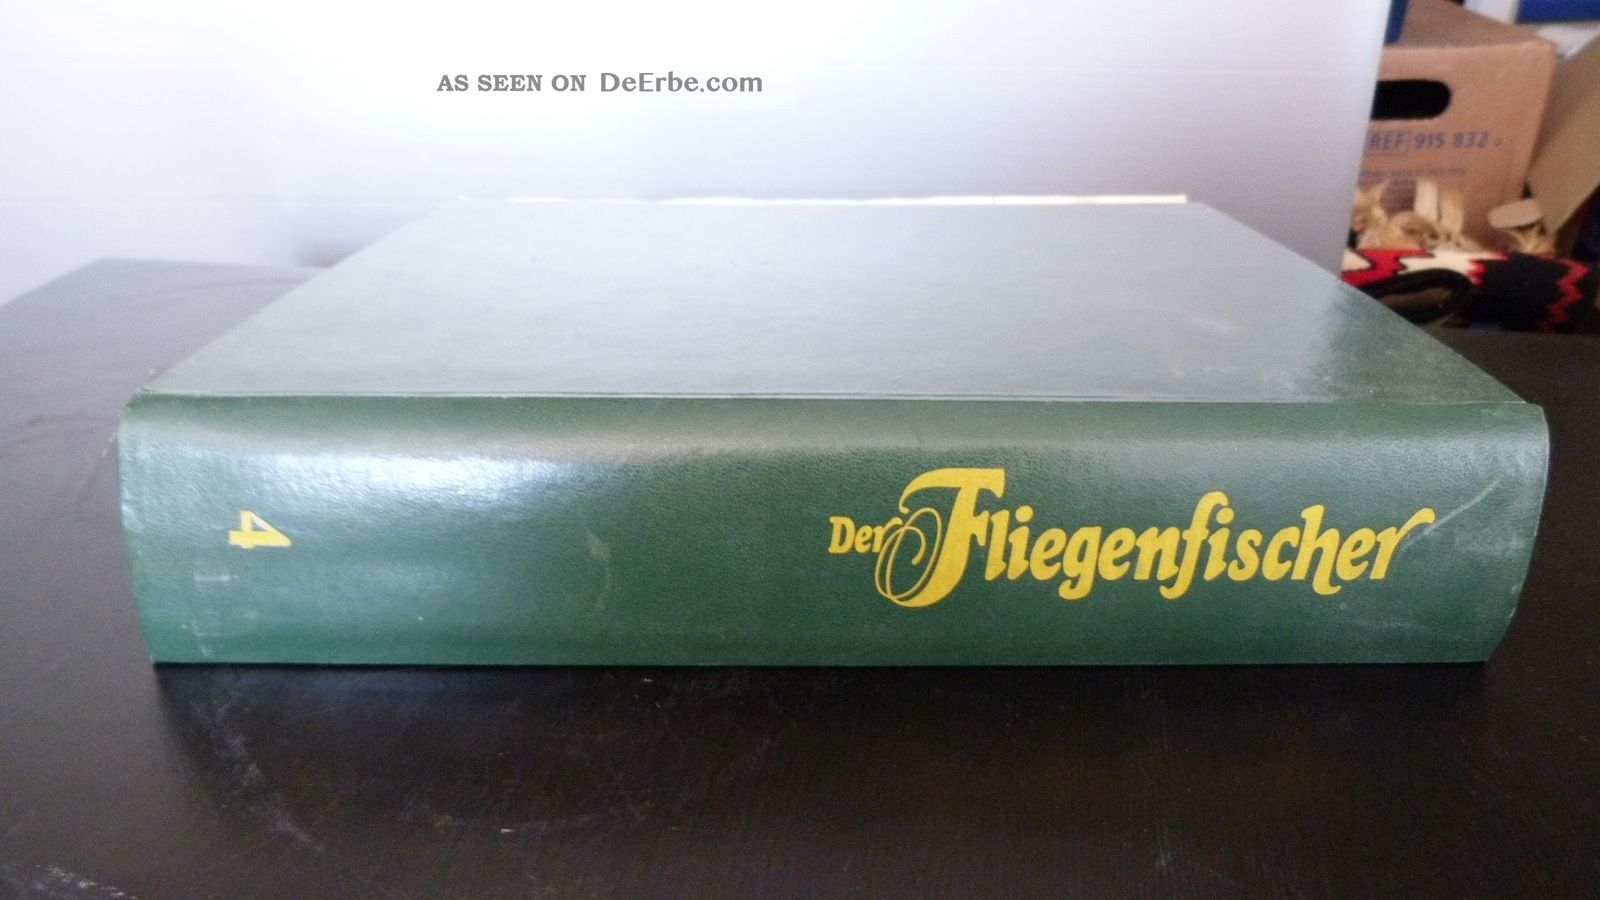 AS SEEN ON DeErbe.com
REF 915 832
4
Der Fliegenfischer